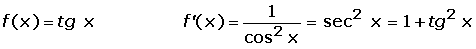 f(x)=tg x f'(x)=1/cos² x=sec² x=1+tg² x